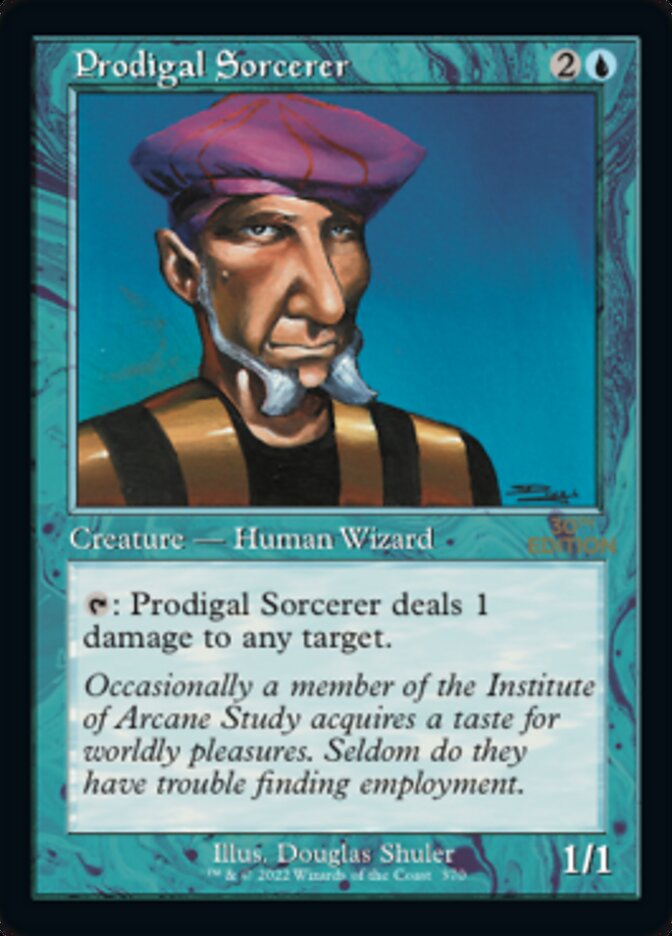 Prodigal Sorcerer 2
30TH
Creature — Human Wizard EDITION
: Prodigal Sorcerer deals 1
damage to any target.
Occasionally a member of the Institute
of Arcane Study acquires a taste for
worldly pleasures. Seldom do they
have trouble finding employment.
Illus. Douglas Shuler
™ & © 2022 Wizards of the Coast 370
1/1